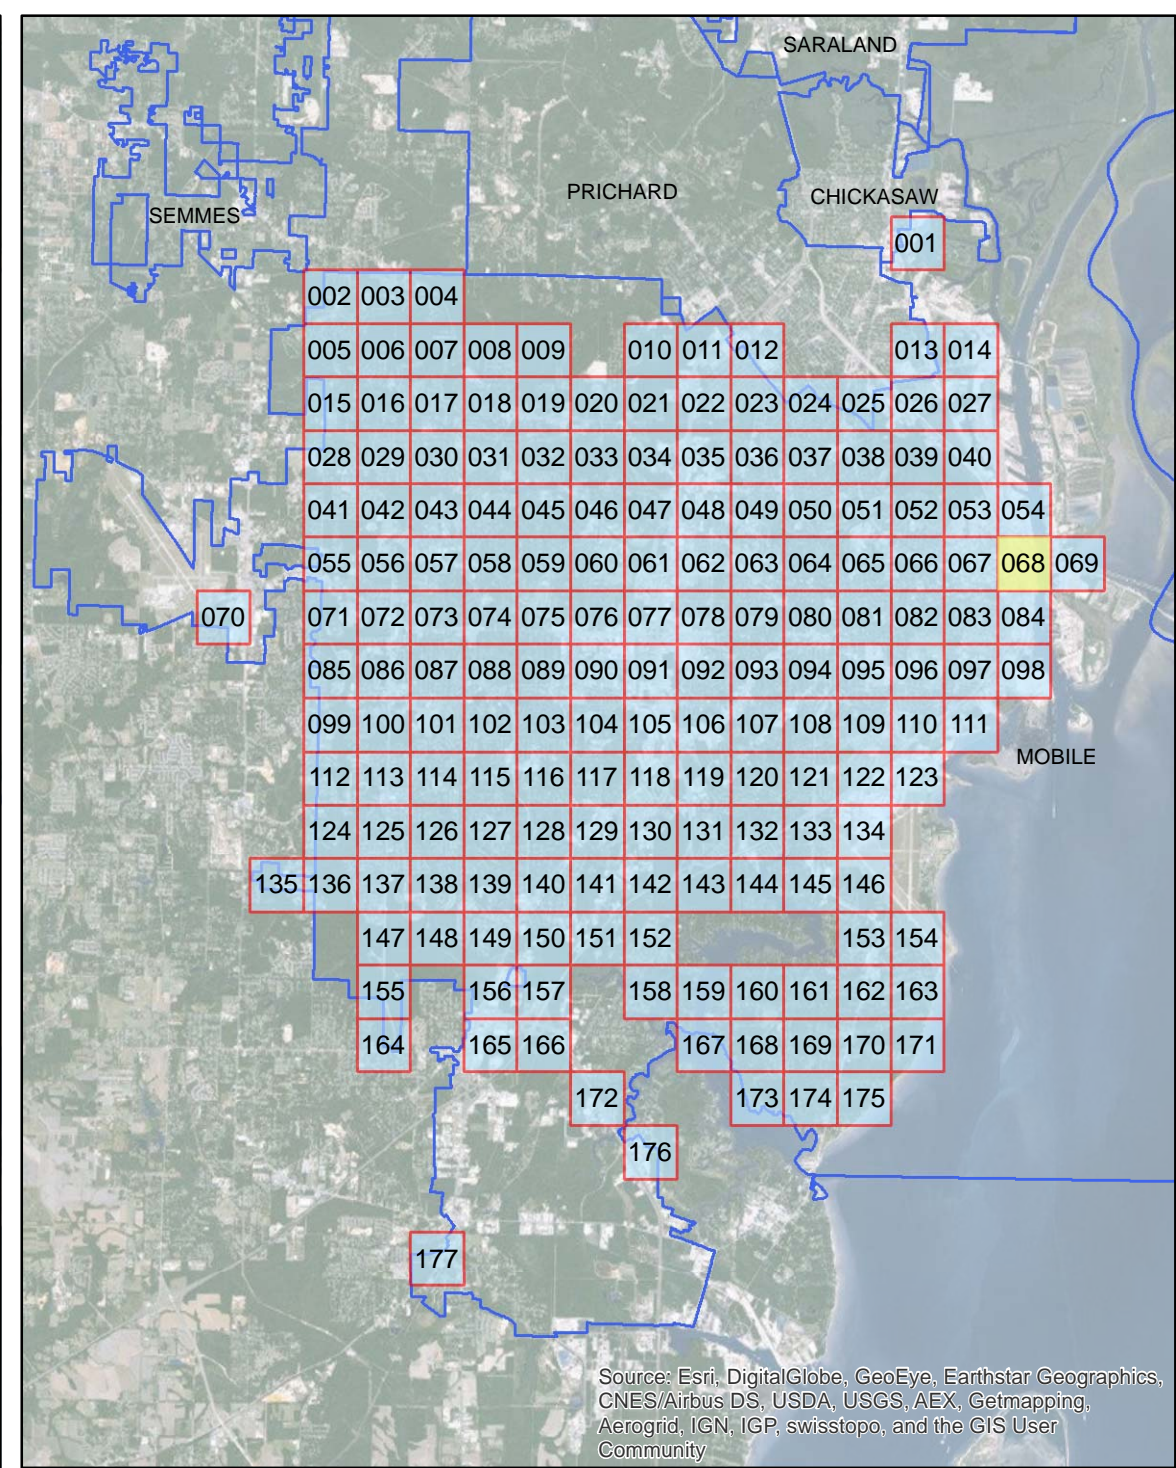 SARALAND
PRICHARD
CHICKASAW
SEMMES
001
002 003 004
005 006 007 008 009 010 011 012 013 014
015 016 017 018 019 020 021 022 023 024 025 026 027
028 029 030 031 032 033 034 035 036 037 038 039 040
041 042 043 044 045 046 047 048 049 050 051 052 053 054
055 056 057 058 059 060 061 062 063 064 065 066 067 068 069
070 071 072 073 074 075 076 077 078 079 080 081 082 083 084
085 086 087 088 089 090 091 092 093 094 095 096 097 098
099 100 101 102 103 104 105 106 107 108 109 110 111
MOBILE
112 113 114 115 116 117 118 119 120 121 122 123
124 125 126 127 128 129 130 131 132 133 134
135 136 137 138 139 140 141 142 143 144 145 146
147 148 149 150 151 152 153 154
155 156 157 158 159 160 161 162 163
164 165 166 167 168 169 170 171
172 173 174 175
176
177
Source: Esri, DigitalGlobe, GeoEye, Earthstar Geographics,
CNES/Airbus DS, USDA, USGS, AEX, Getmapping,
Aerogrid, IGN, IGP, swisstopo, and the GIS User
Community